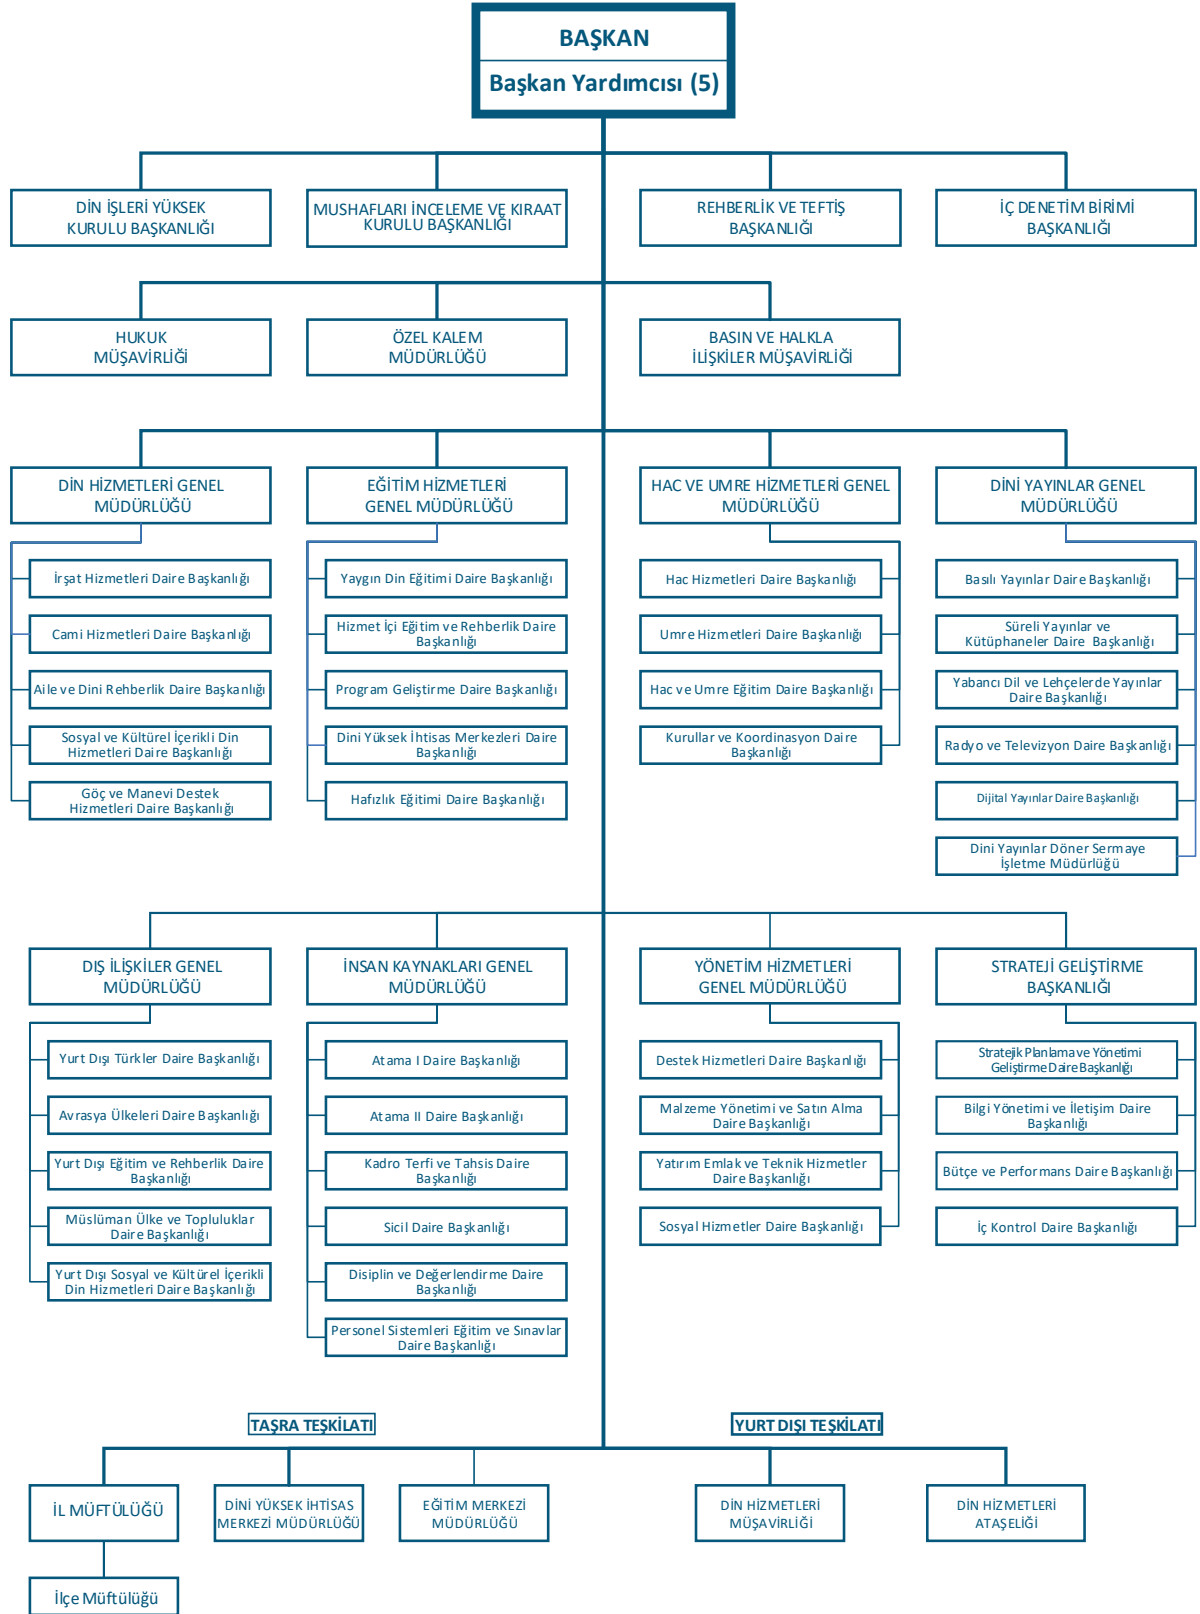 BAŞKAN
Başkan Yardımcısı (5)
DİN İŞLERİ YÜKSEK
KURULU BAŞKANLIĞI
MUSHAFLARI İNCELEME VE KIRAAT
KURULU BAŞKANLIĞI
REHBERLİK VE TEFTİŞ
BAŞKANLIĞI
İÇ DENETİM BİRİMİ
BAŞKANLIĞI
HUKUK
MÜŞAVİRLİĞİ
ÖZEL KALEM
MÜDÜRLÜĞÜ
BASIN VE HALKLA
İLİŞKİLER MÜŞAVİRLİĞİ
DİN HİZMETLERİ GENEL
MÜDÜRLÜĞÜ
İrşat Hizmetleri Daire Başkanlığı
Cami Hizmetleri Daire Başkanlığı
Aile ve Dini Rehberlik Daire Başkanlığı
Sosyal ve Kültürel İçerikli Din
Hizmetleri Daire Başkanlığı
Göç ve Manevi Destek
Hizmetleri Daire Başkanlığı
EĞİTİM HİZMETLERİ
GENEL MÜDÜRLÜĞÜ
Yaygın Din Eğitimi Daire Başkanlığı
Hizmet İçi Eğitim ve Rehberlik Daire
Başkanlığı
Program Geliştirme Daire Başkanlığı
Dini Yüksek İhtisas Merkezleri Daire
Başkanlığı
Hafızlık Eğitimi Daire Başkanlığı
HAC VE UMRE HİZMETLERİ GENEL
MÜDÜRLÜĞÜ
Hac Hizmetleri Daire Başkanlığı
Umre Hizmetleri Daire Başkanlığı
Hac ve Umre Eğitim Daire Başkanlığı
Kurullar ve Koordinasyon Daire
Başkanlığı
DİNİ YAYINLAR GENEL
MÜDÜRLÜĞÜ
Basılı Yayınlar Daire Başkanlığı
Süreli Yayınlar ve
Kütüphaneler Daire Başkanlığı
Yabancı Dil ve Lehçelerde Yayınlar
Daire Başkanlığı
Radyo ve Televizyon Daire Başkanlığı
Dijital Yayınlar Daire Başkanlığı
Dini Yayınlar Döner Sermaye
İşletme Müdürlüğü
DIŞ İLİŞKİLER GENEL
MÜDÜRLÜĞÜ
Yurt Dışı Türkler Daire Başkanlığı
Avrasya Ülkeleri Daire Başkanlığı
Yurt Dışı Eğitim ve Rehberlik Daire
Başkanlığı
Müslüman Ülke ve Topluluklar
Daire Başkanlığı
Yurt Dışı Sosyal ve Kültürel İçerikli
Din Hizmetleri Daire Başkanlığı
İNSAN KAYNAKLARI GENEL
MÜDÜRLÜĞÜ
Atama I Daire Başkanlığı
Atama II Daire Başkanlığı
Kadro Terfi ve Tahsis Daire
Başkanlığı
Sicil Daire Başkanlığı
Disiplin ve Değerlendirme Daire
Başkanlığı
Personel Sistemleri Eğitim ve Sınavlar
Daire Başkanlığı
YÖNETİM HİZMETLERİ
GENEL MÜDÜRLÜĞÜ
Destek Hizmetleri Daire Başkanlığı
Malzeme Yönetimi ve Satın Alma
Daire Başkanlığı
Yatırım Emlak ve Teknik Hizmetler
Daire Başkanlığı
Sosyal Hizmetler Daire Başkanlığı
STRATEJİ GELİŞTİRME
BAŞKANLIĞI
Stratejik Planlama ve Yönetimi
Geliştirme Daire Başkanlığı
Bilgi Yönetimi ve İletişim Daire
Başkanlığı
Bütçe ve Performans Daire Başkanlığı
İç Kontrol Daire Başkanlığı
TAŞRA TEŞKİLATI
İL MÜFTÜLÜĞÜ
İlçe Müftülüğü
DİNİ YÜKSEK İHTİSAS
MERKEZİ MÜDÜRLÜĞÜ
EĞİTİM MERKEZİ
MÜDÜRLÜĞÜ
YURT DIŞI TEŞKİLATI
DİN HİZMETLERİ
MÜŞAVİRLİĞİ
DİN HİZMETLERİ
ATAŞELİĞİ